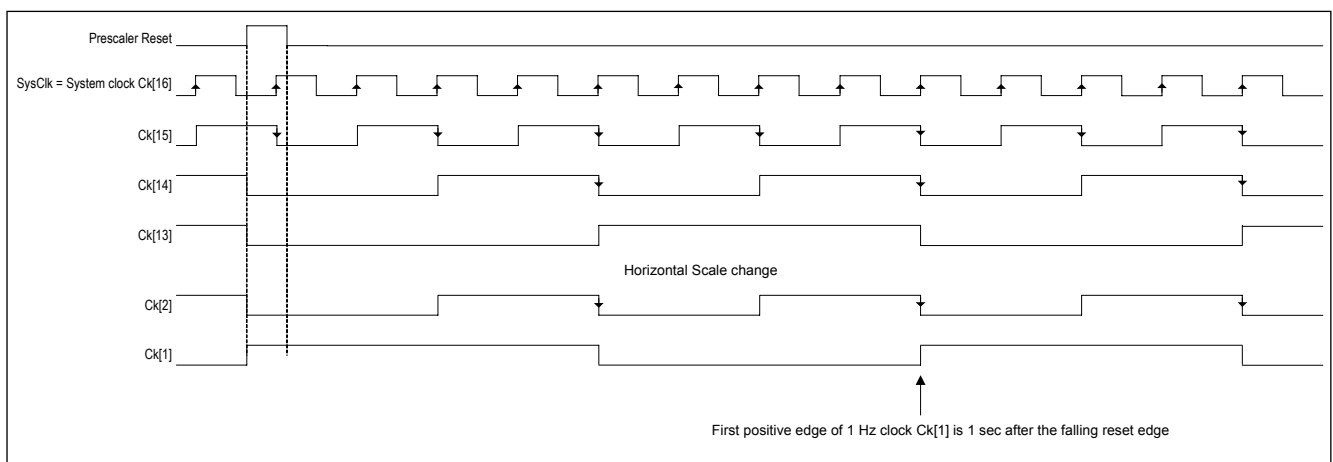 Prescaler Reset
SysClk = System clock Ck[16]
Ck[15]
Ck[14]
Ck[13]
Horizontal Scale change
Ck[2]
Ck[1]
First positive edge of 1 Hz clock Ck[1] is 1 sec after the falling reset edge